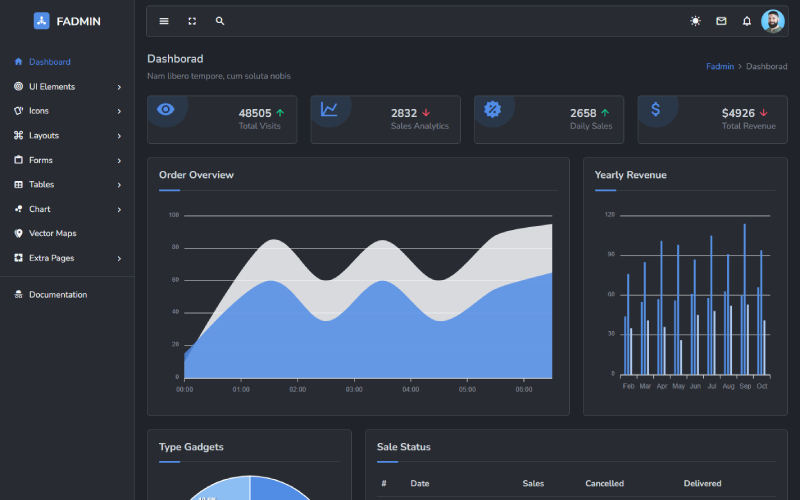 FADMIN
Dashboard
UI Elements
Icons
Layouts
Forms
Tables
Chart
Vector Maps
Extra Pages
Documentation
Dashborad
Nam libero tempore, cum soluta nobis
Fadmin > Dashborad
48505
Total Visits
2832
Sales Analytics
2658
Daily Sales
$4926
Total Revenue
Order Overview
100
80
60
40
20
0
00:00 01:00 02:00 03:00 04:00 05:00 06:00
Yearly Revenue
120
90
60
30
0
Feb Mar Apr May Jun Jul Aug Sep Oct
Type Gadgets
Sale Status
# Date Sales Cancelled Delivered